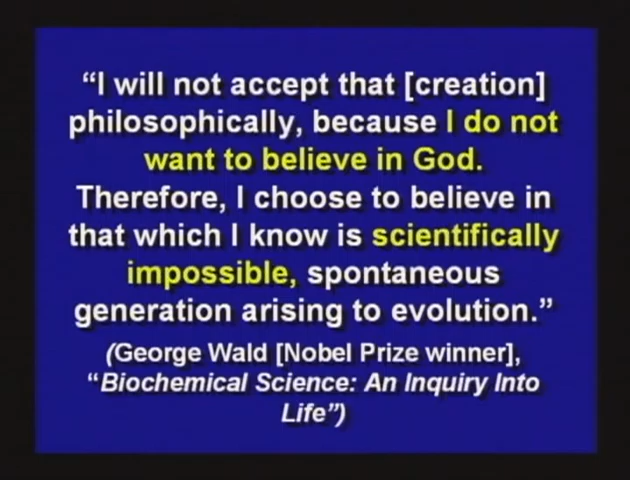 “I will not accept that [creation]
philosophically, because I do not
want to believe in God.
Therefore, I choose to believe in
that which I know is scientifically
impossible, spontaneous
generation arising to evolution.”
(George Wald [Nobel Prize winner],
“Biochemical Science: An Inquiry Into
Life”)